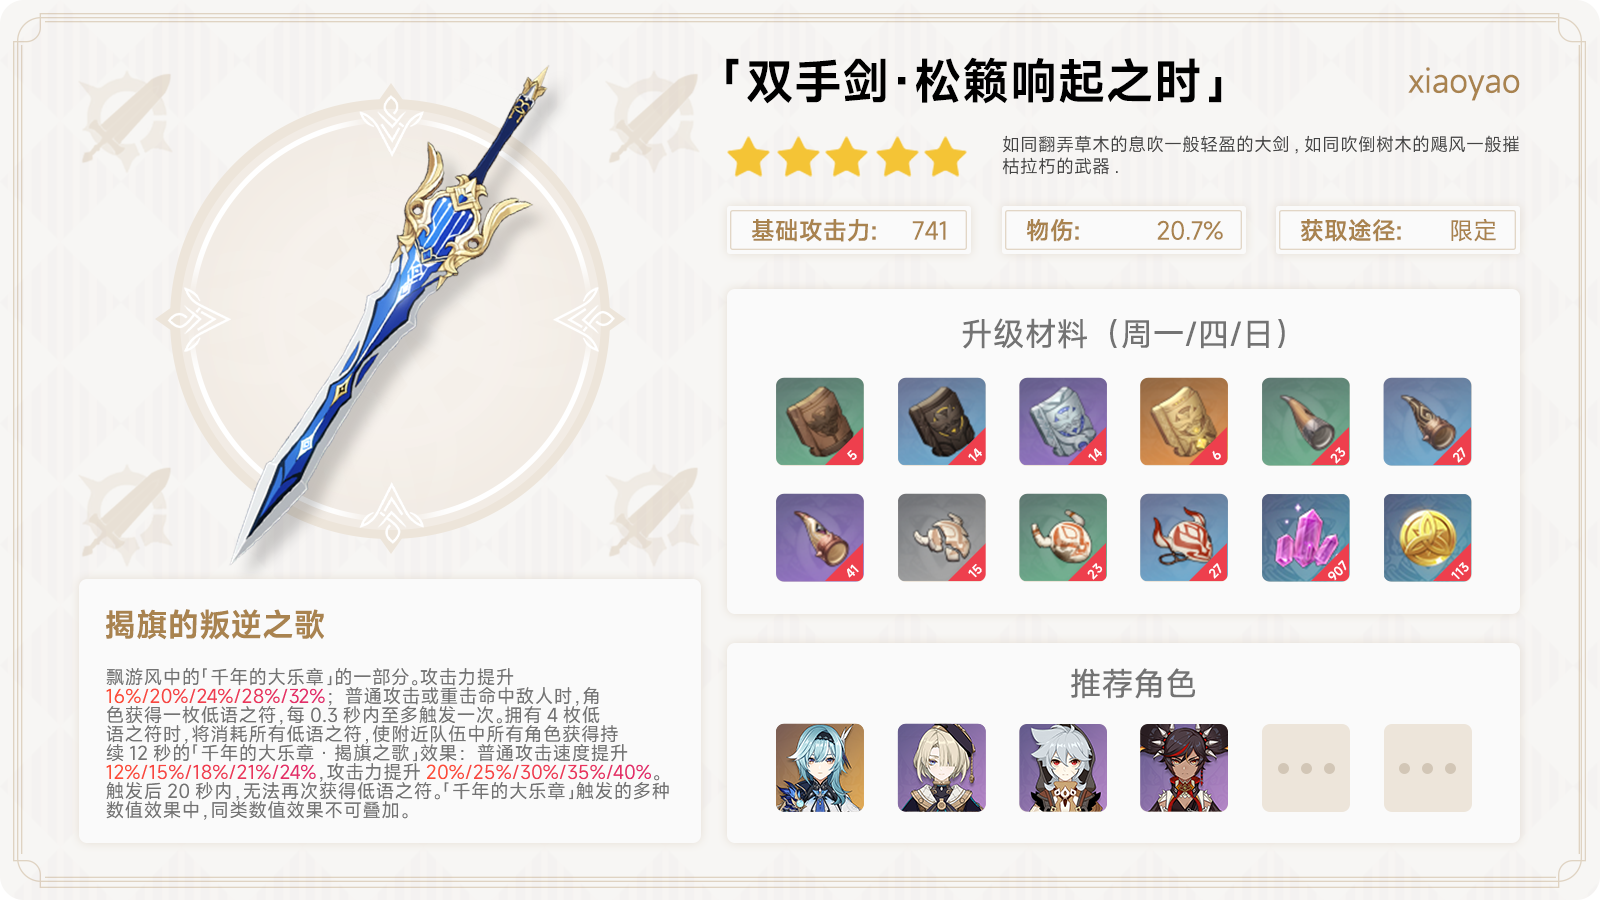 「双手剑·松籁响起之时」
xiaoyao
如同翻弄草木的息吹一般轻盈的大剑，如同吹倒树木的飓风一般摧
枯拉朽的武器．
基础攻击力: 741
物伤: 20.7%
获取途径: 限定
升级材料（周一/四/日）
5 14 14 6 23 27
41 15 23 27 907 113
揭旗的叛逆之歌
飘游风中的「千年的大乐章」的一部分。攻击力提升
16%/20%/24%/28%/32%；普通攻击或重击命中敌人时，角
色获得一枚低语之符，每 0.3 秒内至多触发一次。拥有 4 枚低
语之符时，将消耗所有低语之符，使附近队伍中所有角色获得持
续 12 秒的「千年的大乐章 · 揭旗之歌」效果：普通攻击速度提升
12%/15%/18%/21%/24%，攻击力提升 20%/25%/30%/35%/40%。
触发后 20 秒内，无法再次获得低语之符。「千年的大乐章」触发的多种
数值效果中，同类数值效果不可叠加。
推荐角色